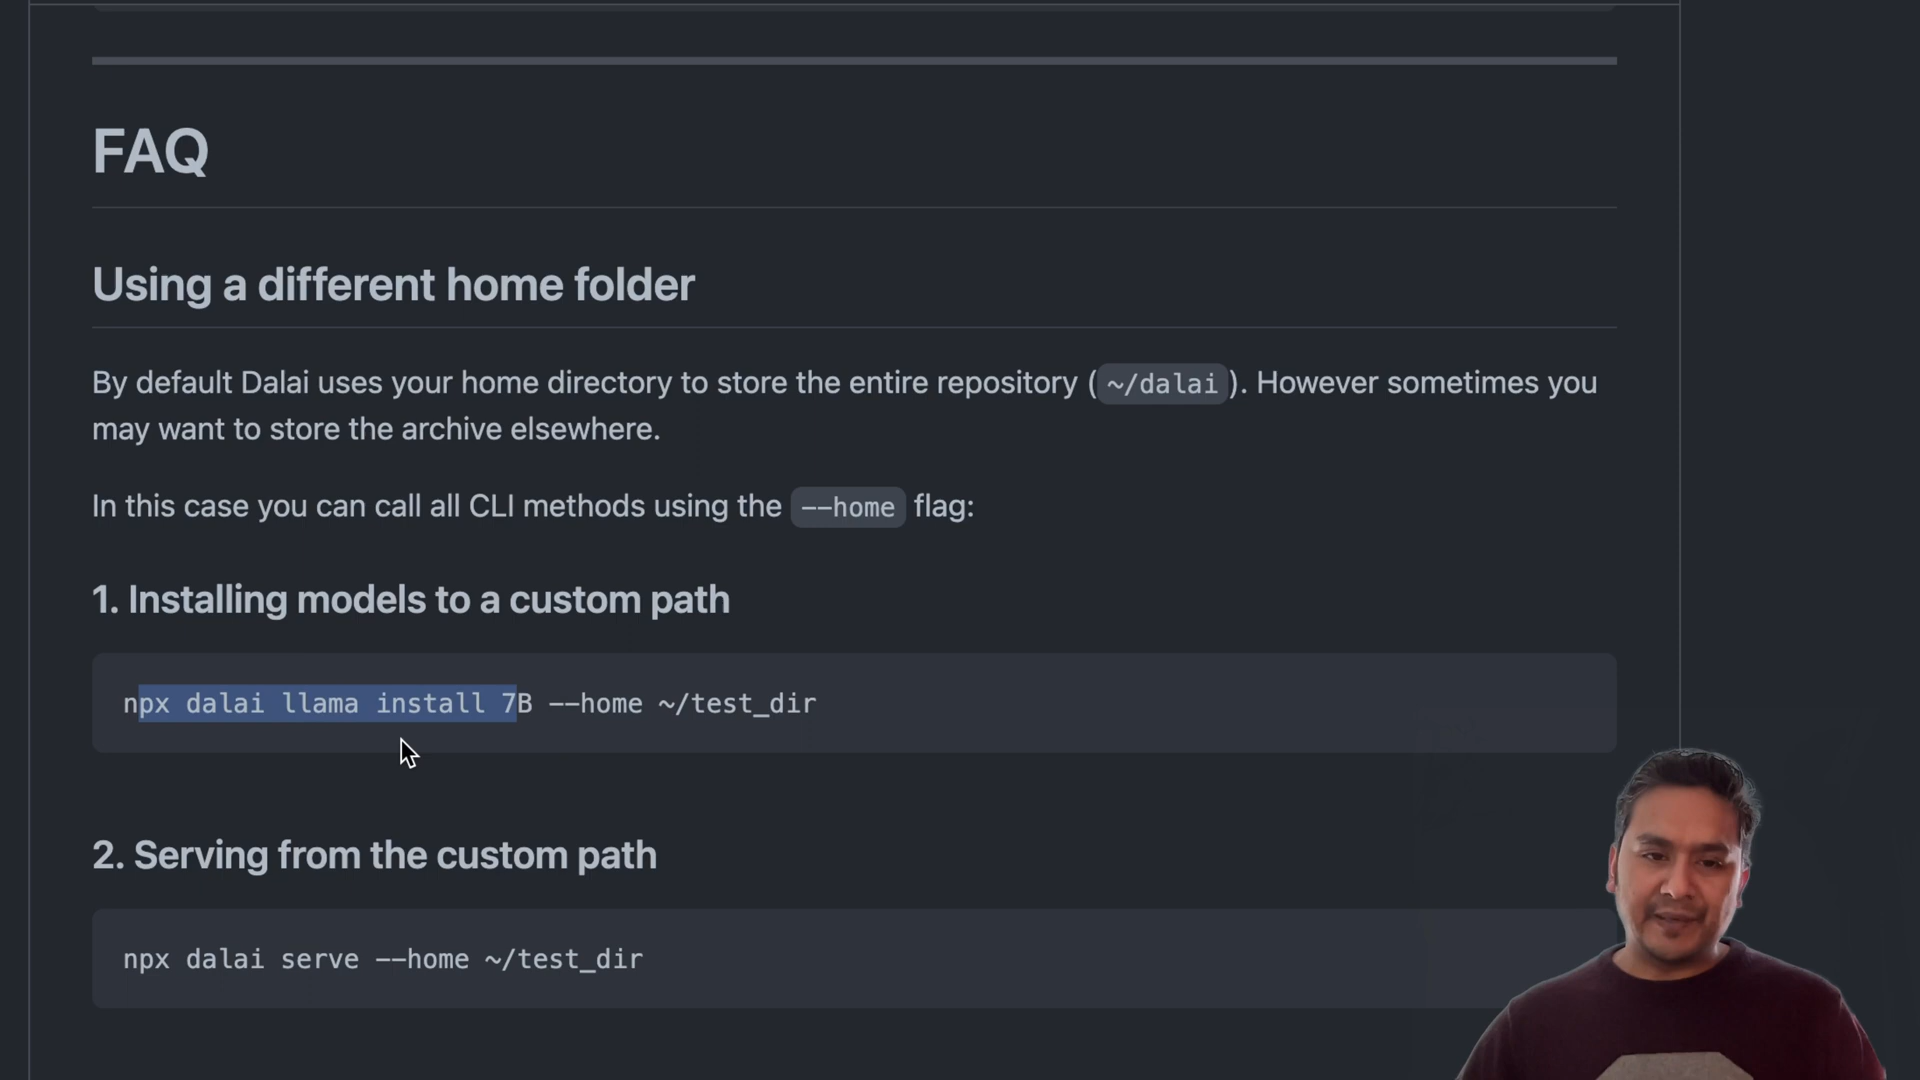 FAQ
Using a different home folder
By default Dalai uses your home directory to store the entire repository (~/dalai). However sometimes you
may want to store the archive elsewhere.
In this case you can call all CLI methods using the --home flag:
1. Installing models to a custom path
npx dalai llama install 7B --home ~/test_dir
2. Serving from the custom path
npx dalai serve --home ~/test_dir